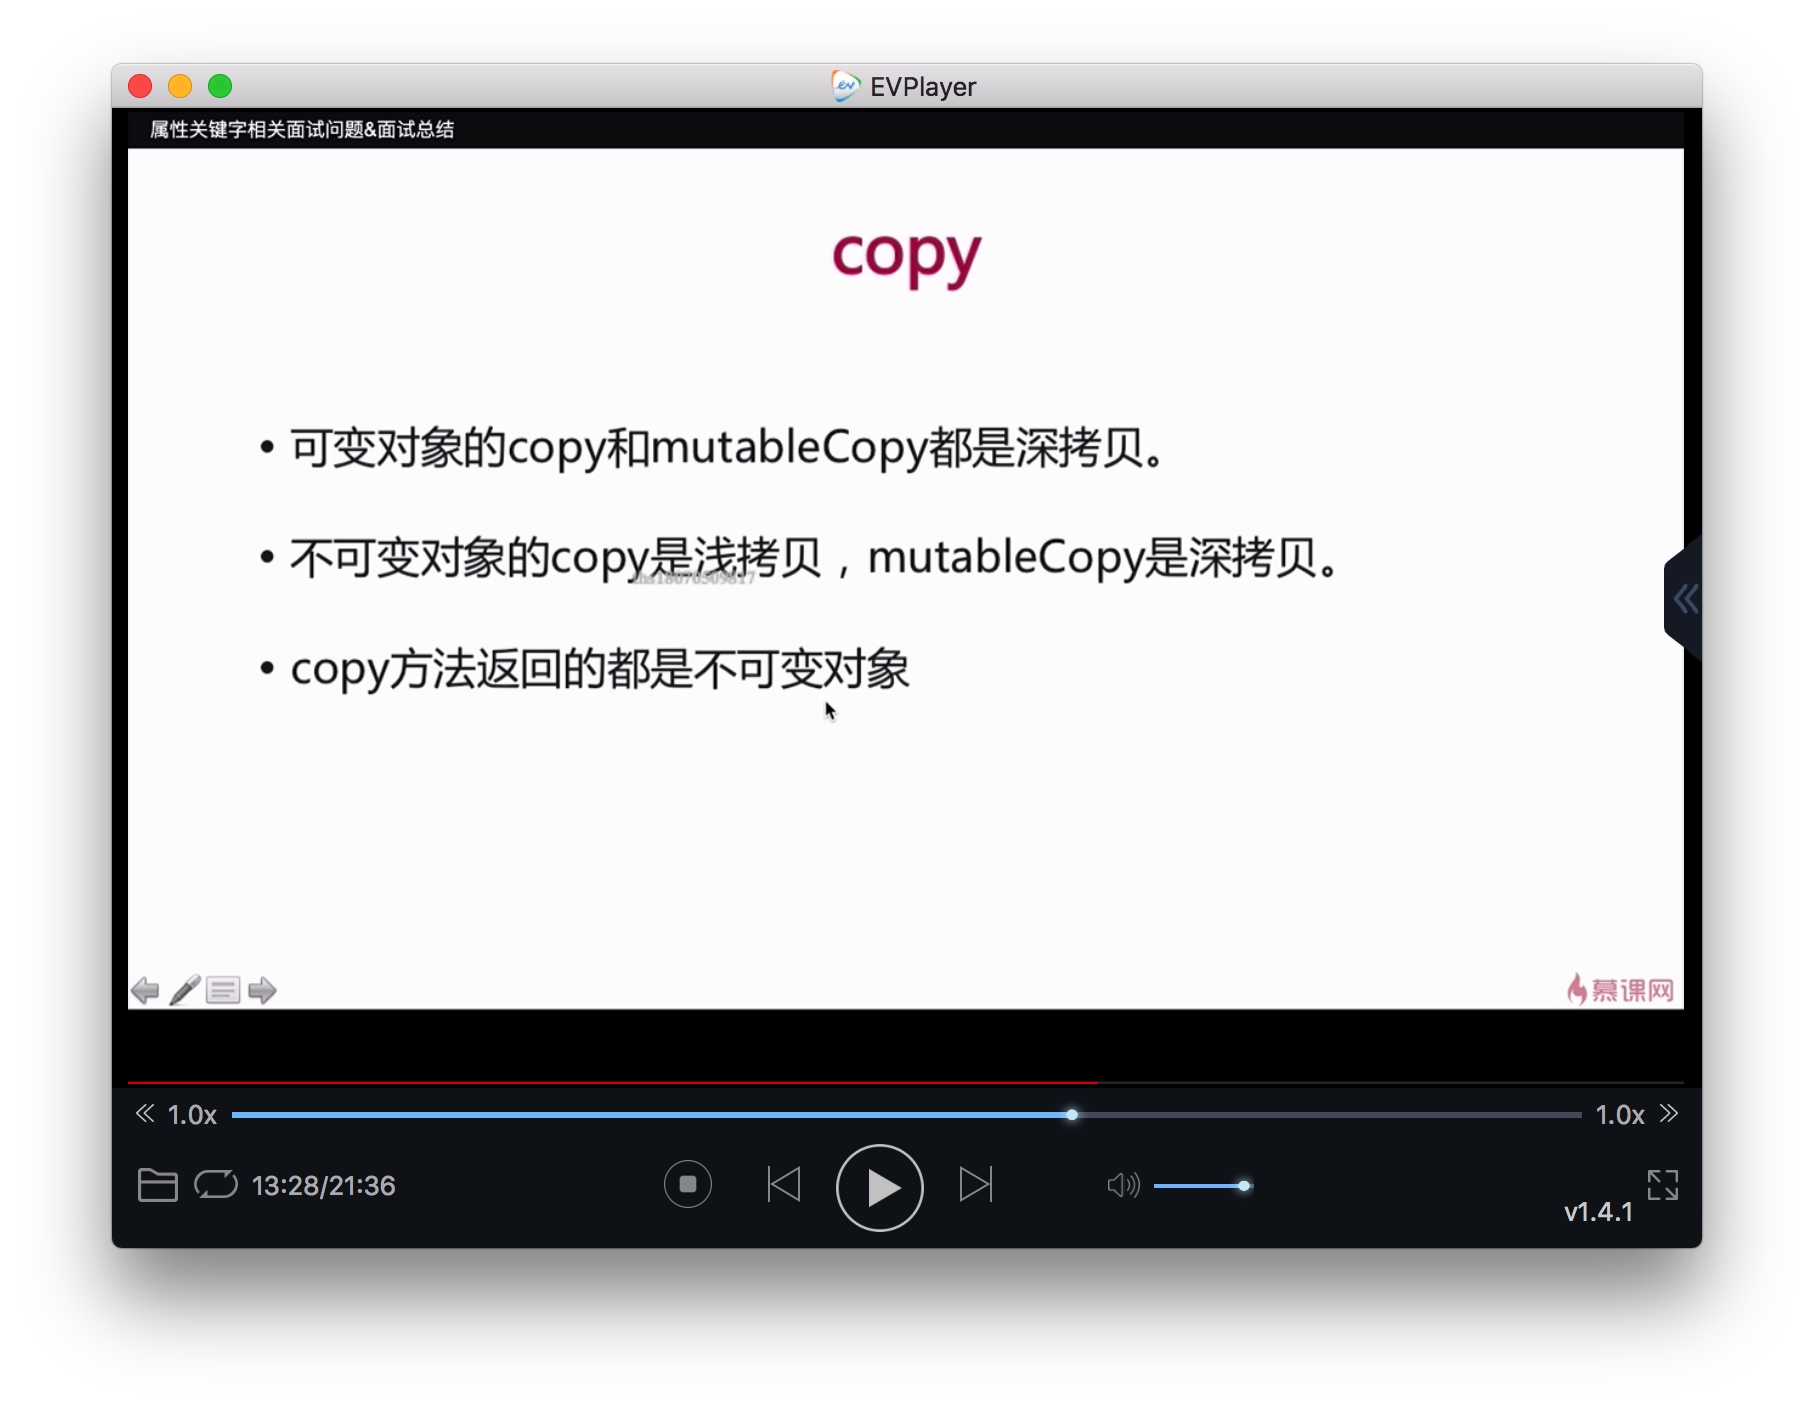 EVPlayer
属性关键字相关面试问题&面试总结
copy
• 可变对象的copy和mutableCopy都是深拷贝。
• 不可变对象的copy是浅拷贝，mutableCopy是深拷贝。
• copy方法返回的都是不可变对象
慕课网
1.0x
1.0x
13:28/21:36
v1.4.1